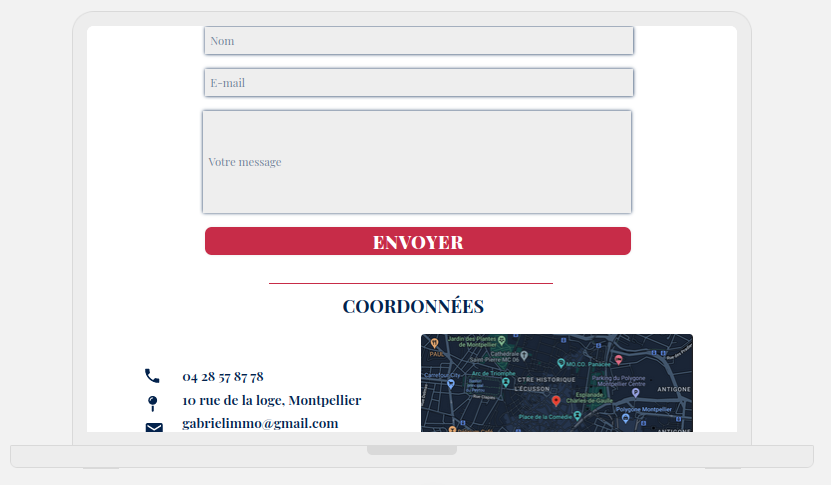 Nom
E-mail
Votre message
ENVOYER
COORDONNÉES
04 28 57 87 78
10 rue de la loge, Montpellier
gabrielimmo@gmail.com
Jardin des Plantes
de Montpellier
PAUL
Cathédrale
Saint-Pierre MC 06
MO.CO. Panacée
Carrefour City
Arc de Triomphe
CTRE HISTORIQUE
L'ÉCUSSON
Parking du Polygone
Montpellier Centre
ANTIGONE
Esplanade
Charles-de-Gaulle
Place de la Comédie
Polygone Montpellier